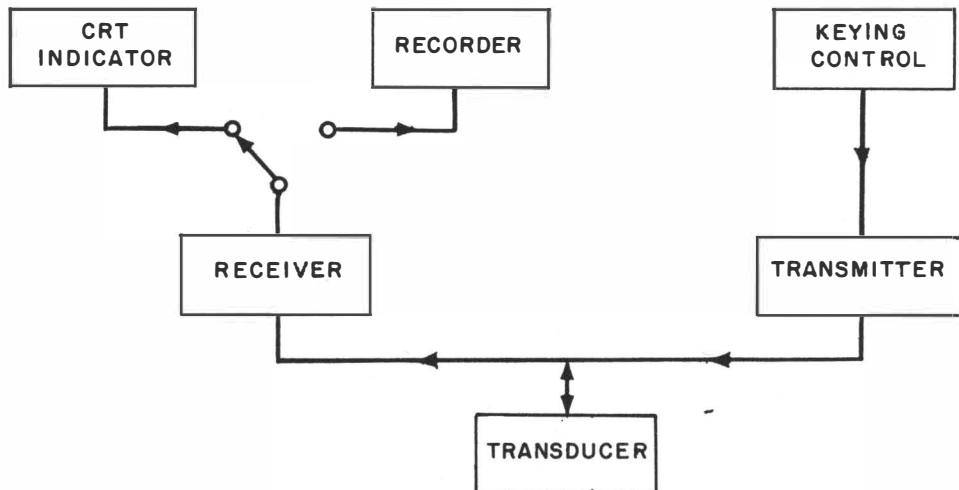 CRT
INDICATOR
RECORDER
KEYING
CONTROL
RECEIVER
TRANSMITTER
TRANSDUCER